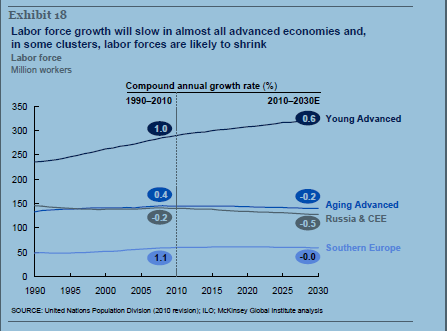 Exhibit 18
Labor force growth will slow in almost all advanced economies and,
in some clusters, labor forces are likely to shrink
Labor force
Million workers
Compound annual growth rate (%)
1990–2010 2010–2030E
350
300
250
200
150
100
50
0
1.0
0.6
Young Advanced
0.4
-0.2
Aging Advanced
-0.2
-0.5
Russia & CEE
1.1
-0.0
Southern Europe
1990 1995 2000 2005 2010 2015 2020 2025 2030
SOURCE: United Nations Population Division (2010 revision); ILO; McKinsey Global Institute analysis